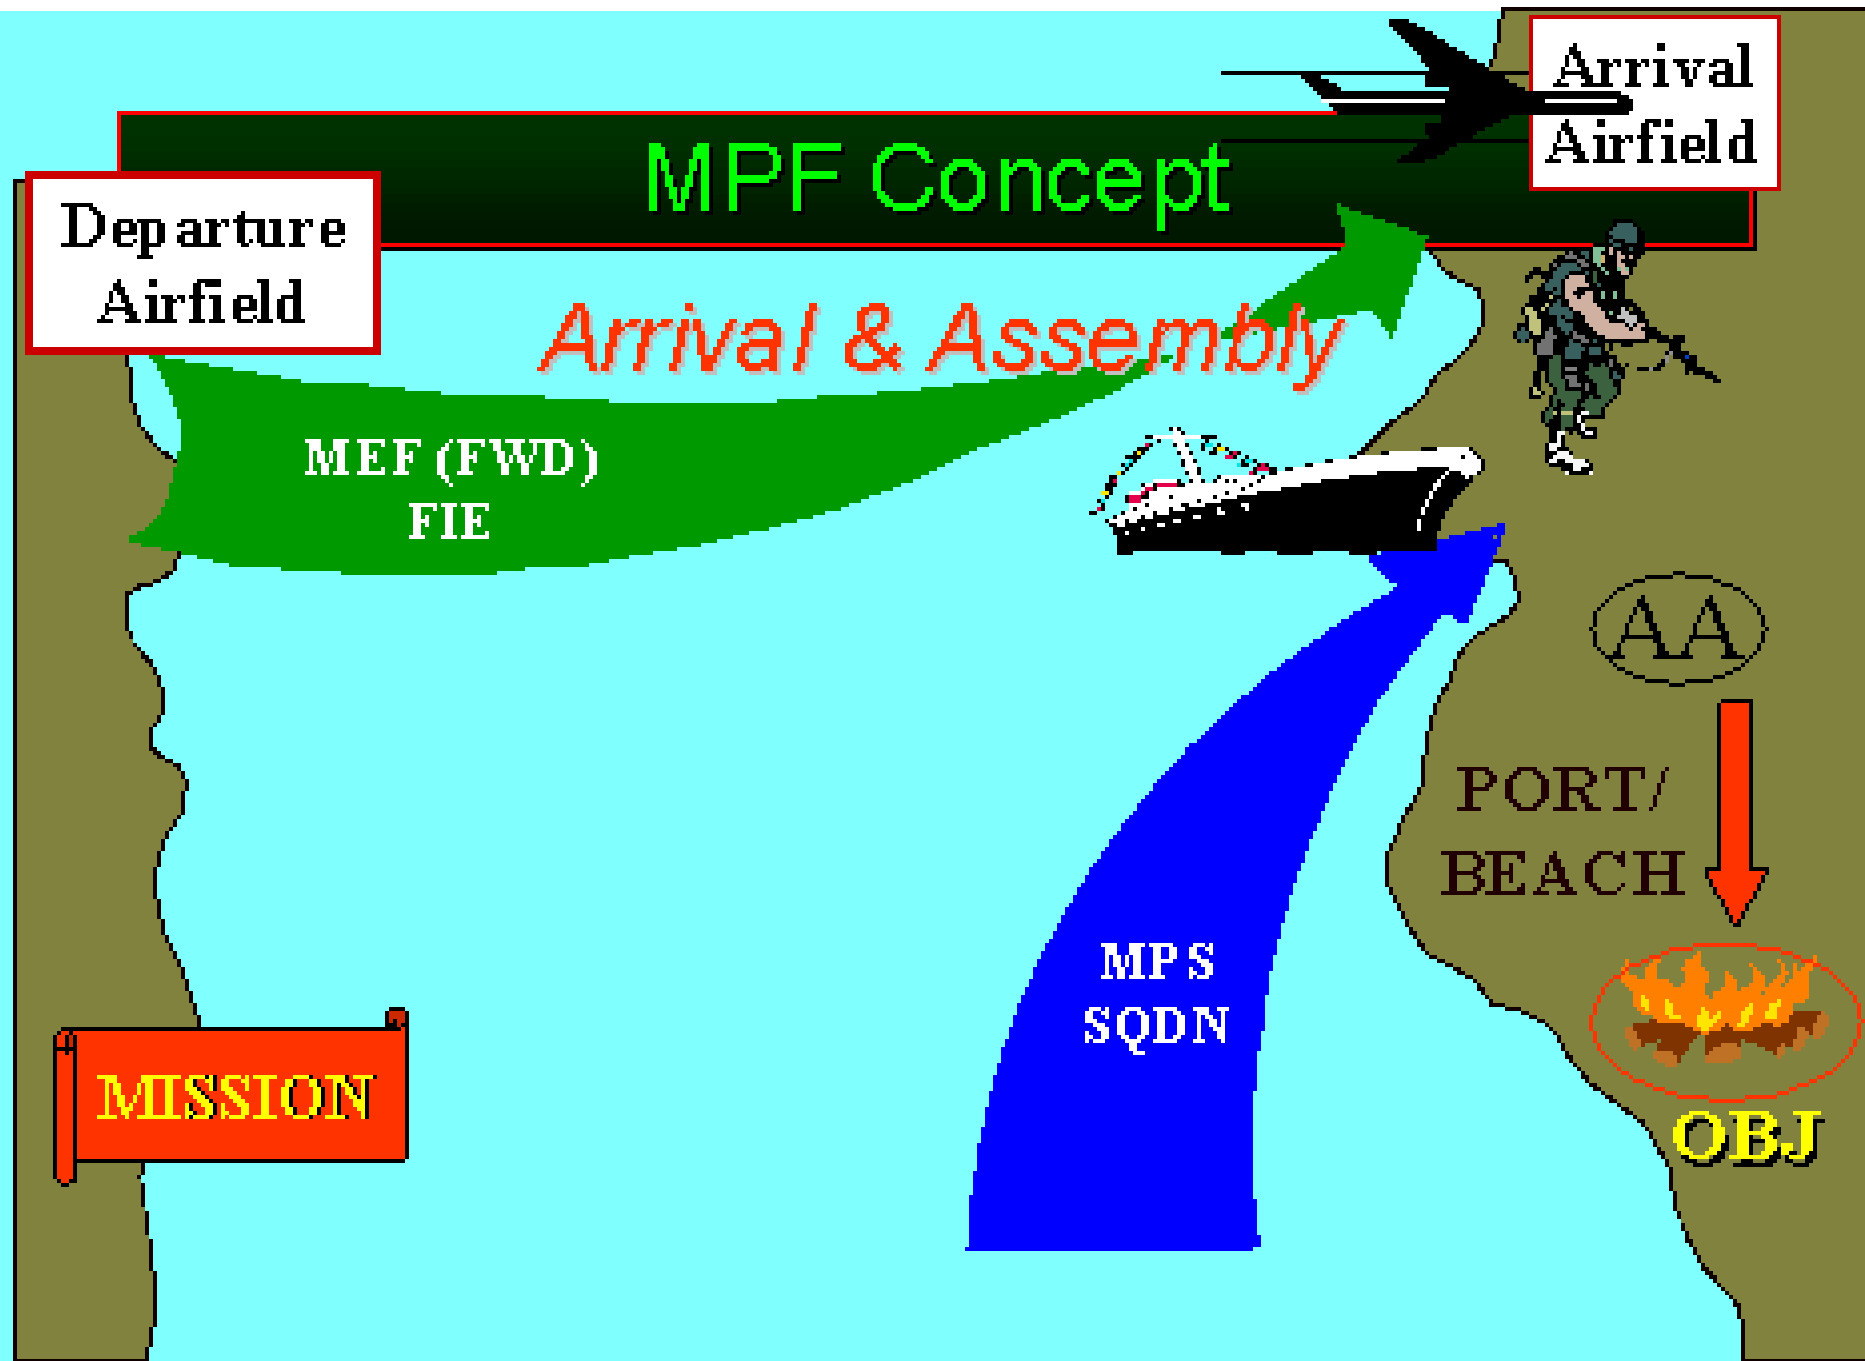 Arrival
Airfield
MPF Concept
Departure
Airfield
Arrival & Assembly
MEF (FWD)
FIE
AA
PORT/
BEACH
MPS
SQDN
MISSION
OBJ